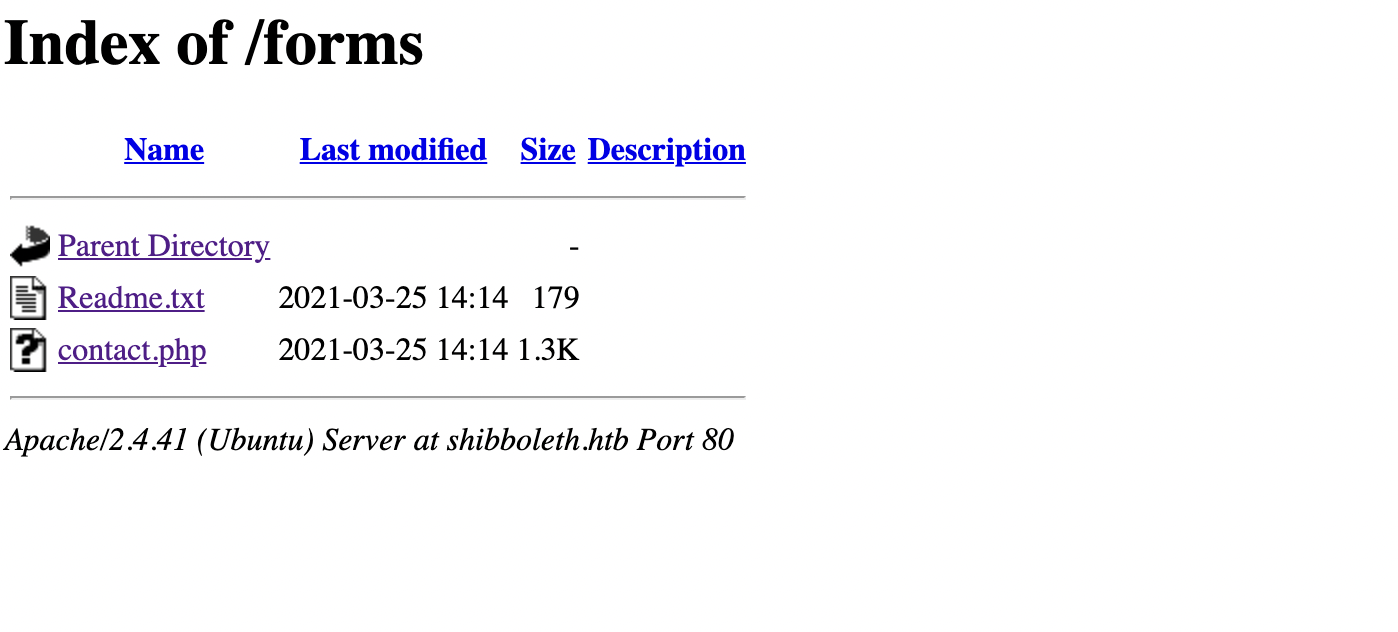 Index of /forms
Name Last modified Size Description
Parent Directory -
Readme.txt 2021-03-25 14:14 179
contact.php 2021-03-25 14:14 1.3K
Apache/2.4.41 (Ubuntu) Server at shibboleth.htb Port 80